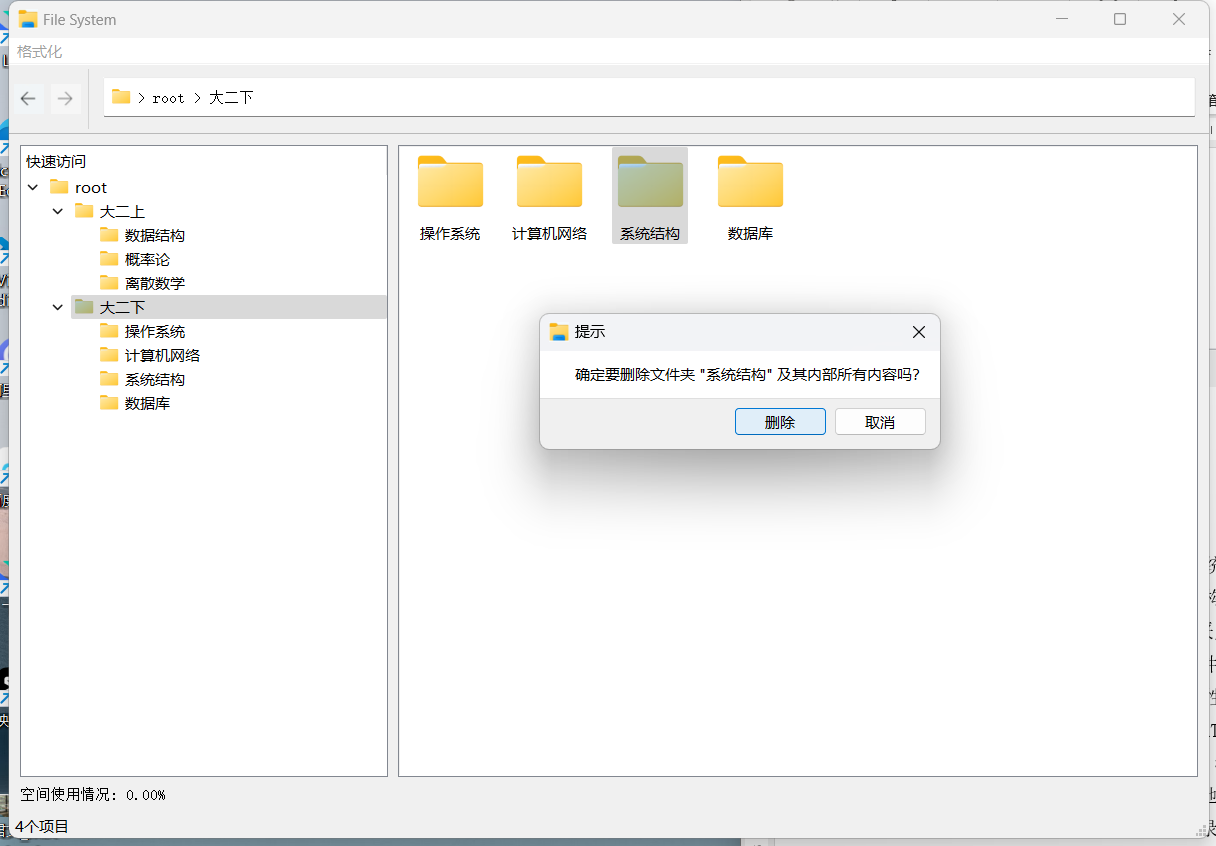 File System
格式化
root
大二下
快速访问
root
大二上
数据结构
概率论
离散数学
大二下
操作系统
计算机网络
系统结构
数据库
操作系统
计算机网络
系统结构
数据库
提示
确定要删除文件夹 "系统结构" 及其内部所有内容吗?
删除
取消
空间使用情况: 0.00%
4个项目